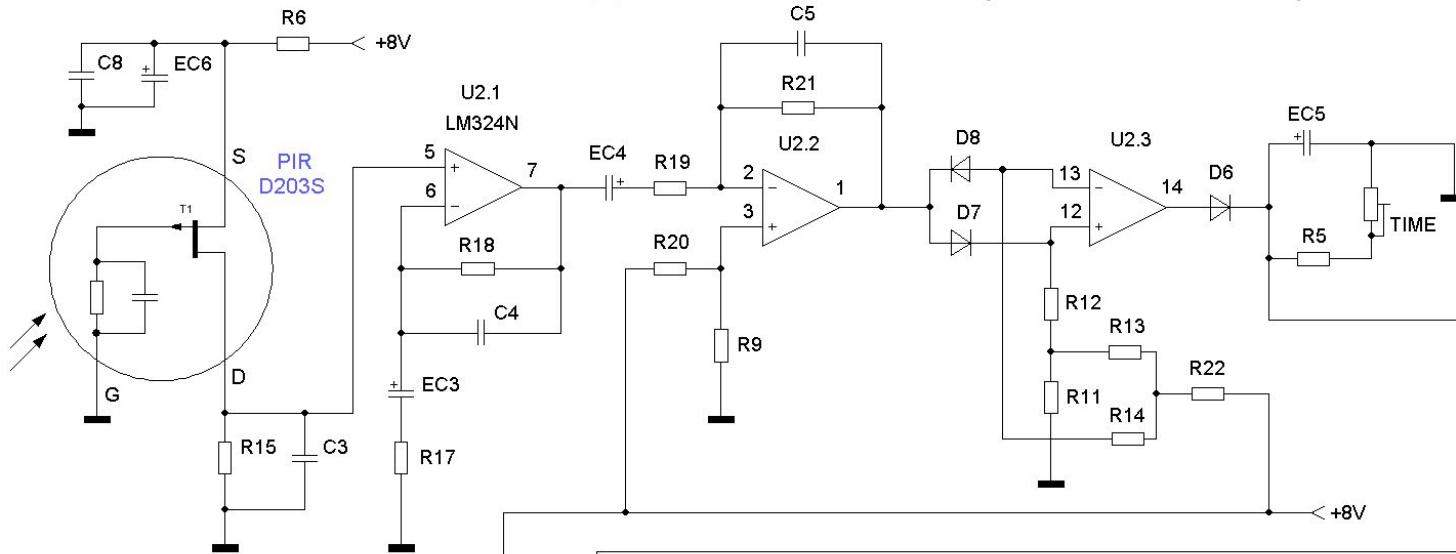 C5
R6
+8V
C8
+
EC6
R21
U2.1
LM324N
EC5
+
U2.2
D8
U2.3
S
PIR
D203S
5
+
7
EC4
+
R19
2
−
1
13
−
14
D6
6
−
3
+
D7
12
+
TIME
T1
R18
R20
R5
C4
R12
R13
R9
EC3
+
R22
D
G
R11
R14
R15
C3
R17
+8V